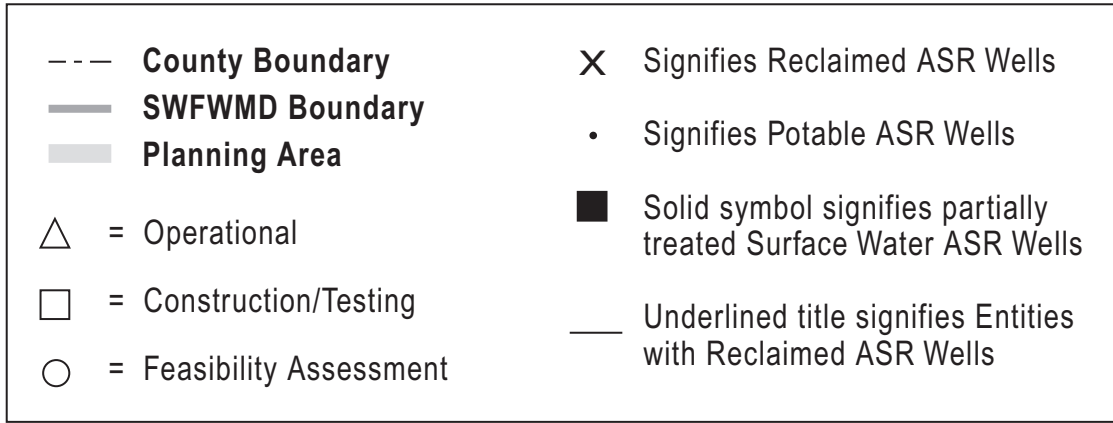 County Boundary
SWFWMD Boundary
Planning Area
= Operational
= Construction/Testing
= Feasibility Assessment
X Signifies Reclaimed ASR Wells
Signifies Potable ASR Wells
Solid symbol signifies partially
treated Surface Water ASR Wells
Underlined title signifies Entities
with Reclaimed ASR Wells